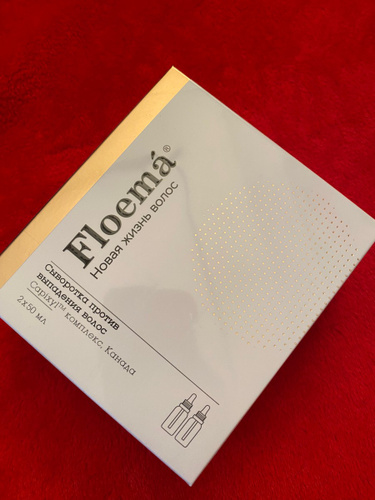 Floemá®
Новая жизнь волос
Сыворотка против
выпадения волос
Capixyl™ комплекс, Канада
2x50 мл